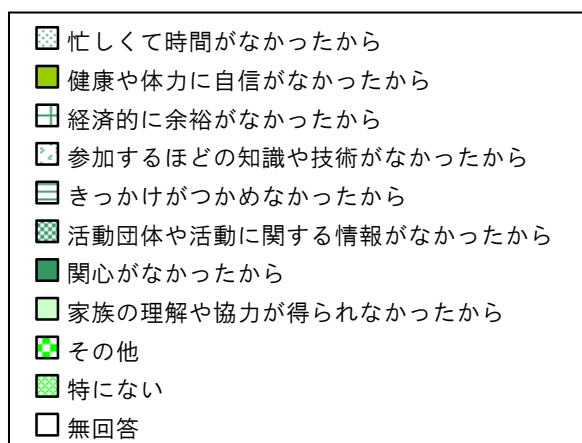 忙しくて時間がなかったから
健康や体力に自信がなかったから
経済的に余裕がなかったから
参加するほどの知識や技術がなかったから
きっかけがつかめなかったから
活動団体や活動に関する情報がなかったから
関心がなかったから
家族の理解や協力が得られなかったから
その他
特にない
無回答